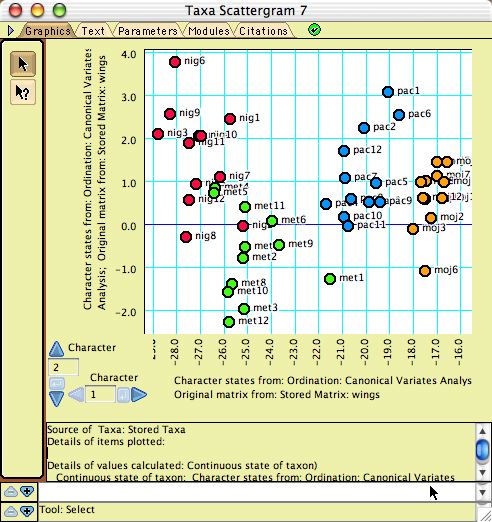 Taxa Scattergram 7
Graphics Text Parameters Modules Citations
Character states from: Ordination: Canonical Variates
Analysis; Original matrix from: Stored Matrix: wings
4.0
3.0
2.0
1.0
0.0
-1.0
-2.0
nig6
pac1
nig9
nig1
pac6
pac2
nig3
nig10
nig11
pac12
nig7
pac7
pac5
moj7
met4
met5
nig12
met11
pac9
met6
pac10
moj2
pac11
moj3
nig8
met9
met2
moj6
met1
met8
met10
met3
met12
-28.0
-27.0
-26.0
-25.0
-24.0
-23.0
-22.0
-21.0
-20.0
-19.0
-18.0
-17.0
-16.0
Character
2
Character
1
Character states from: Ordination: Canonical Variates Analys
Original matrix from: Stored Matrix: wings
Source of Taxa: Stored Taxa
Details of items plotted:
Details of values calculated: Continuous state of taxon)
Continuous state of taxon; Character states from: Ordination: Canonical Variates
Tool: Select